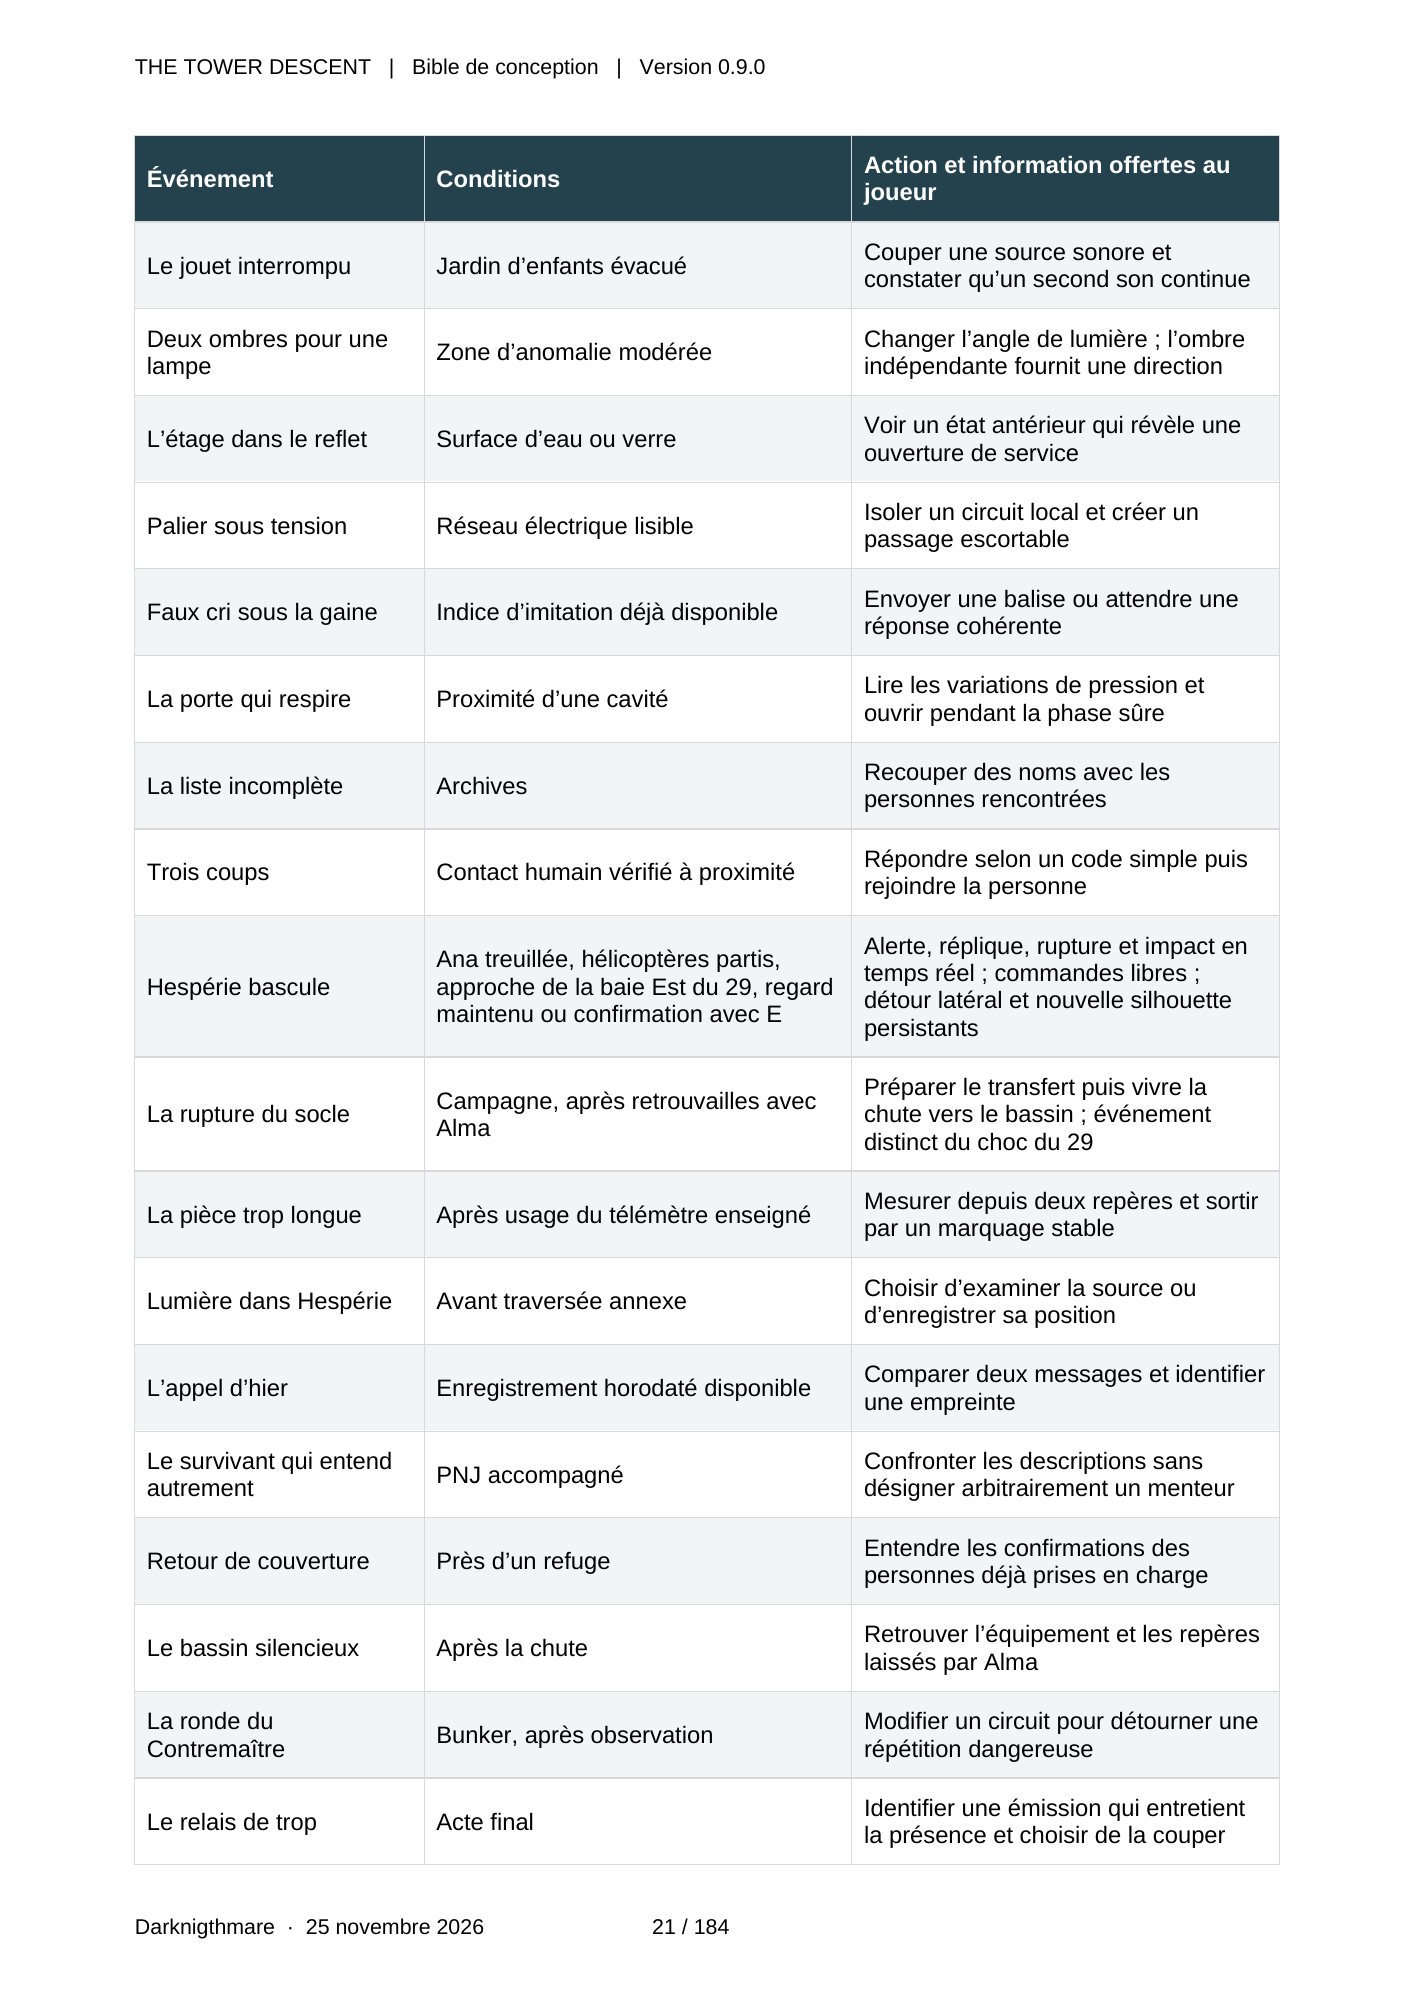 THE TOWER DESCENT | Bible de conception | Version 0.9.0
Événement
Conditions
Action et information offertes au
joueur
Le jouet interrompu
Jardin d’enfants évacué
Couper une source sonore et
constater qu’un second son continue
Deux ombres pour une
lampe
Zone d’anomalie modérée
Changer l’angle de lumière ; l’ombre
indépendante fournit une direction
L’étage dans le reflet
Surface d’eau ou verre
Voir un état antérieur qui révèle une
ouverture de service
Palier sous tension
Réseau électrique lisible
Isoler un circuit local et créer un
passage escortable
Faux cri sous la gaine
Indice d’imitation déjà disponible
Envoyer une balise ou attendre une
réponse cohérente
La porte qui respire
Proximité d’une cavité
Lire les variations de pression et
ouvrir pendant la phase sûre
La liste incomplète
Archives
Recouper des noms avec les
personnes rencontrées
Trois coups
Contact humain vérifié à proximité
Répondre selon un code simple puis
rejoindre la personne
Hespérie bascule
Ana treuillée, hélicoptères partis,
approche de la baie Est du 29, regard
maintenu ou confirmation avec E
Alerte, réplique, rupture et impact en
temps réel ; commandes libres ;
détour latéral et nouvelle silhouette
persistants
La rupture du socle
Campagne, après retrouvailles avec
Alma
Préparer le transfert puis vivre la
chute vers le bassin ; événement
distinct du choc du 29
La pièce trop longue
Après usage du télémètre enseigné
Mesurer depuis deux repères et sortir
par un marquage stable
Lumière dans Hespérie
Avant traversée annexe
Choisir d’examiner la source ou
d’enregistrer sa position
L’appel d’hier
Enregistrement horodaté disponible
Comparer deux messages et identifier
une empreinte
Le survivant qui entend
autrement
PNJ accompagné
Confronter les descriptions sans
désigner arbitrairement un menteur
Retour de couverture
Près d’un refuge
Entendre les confirmations des
personnes déjà prises en charge
Le bassin silencieux
Après la chute
Retrouver l’équipement et les repères
laissés par Alma
La ronde du
Contremaître
Bunker, après observation
Modifier un circuit pour détourner une
répétition dangereuse
Le relais de trop
Acte final
Identifier une émission qui entretient
la présence et choisir de la couper
Darknigthmare · 25 novembre 2026
21 / 184